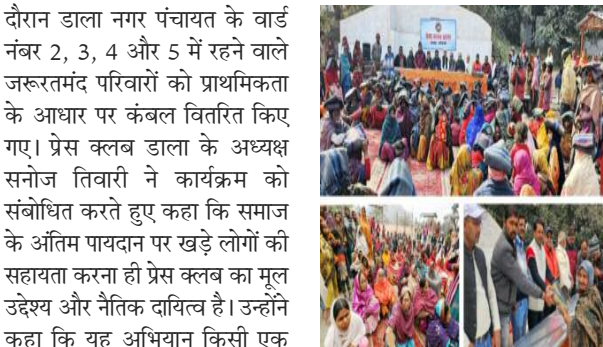 दौरान डाला नगर पंचायत के वार्ड
नंबर 2, 3, 4 और 5 में रहने वाले
जरूरतमंद परिवारों को प्राथमिकता
के आधार पर कंबल वितरित किए
गए। प्रेस क्लब डाला के अध्यक्ष
सनोज तिवारी ने कार्यक्रम को
संबोधित करते हुए कहा कि समाज
के अंतिम पायदान पर खड़े लोगों की
सहायता करना ही प्रेस क्लब का मूल
उद्देश्य और नैतिक दायित्व है। उन्होंने
कहा कि यह अभियान किसी एक